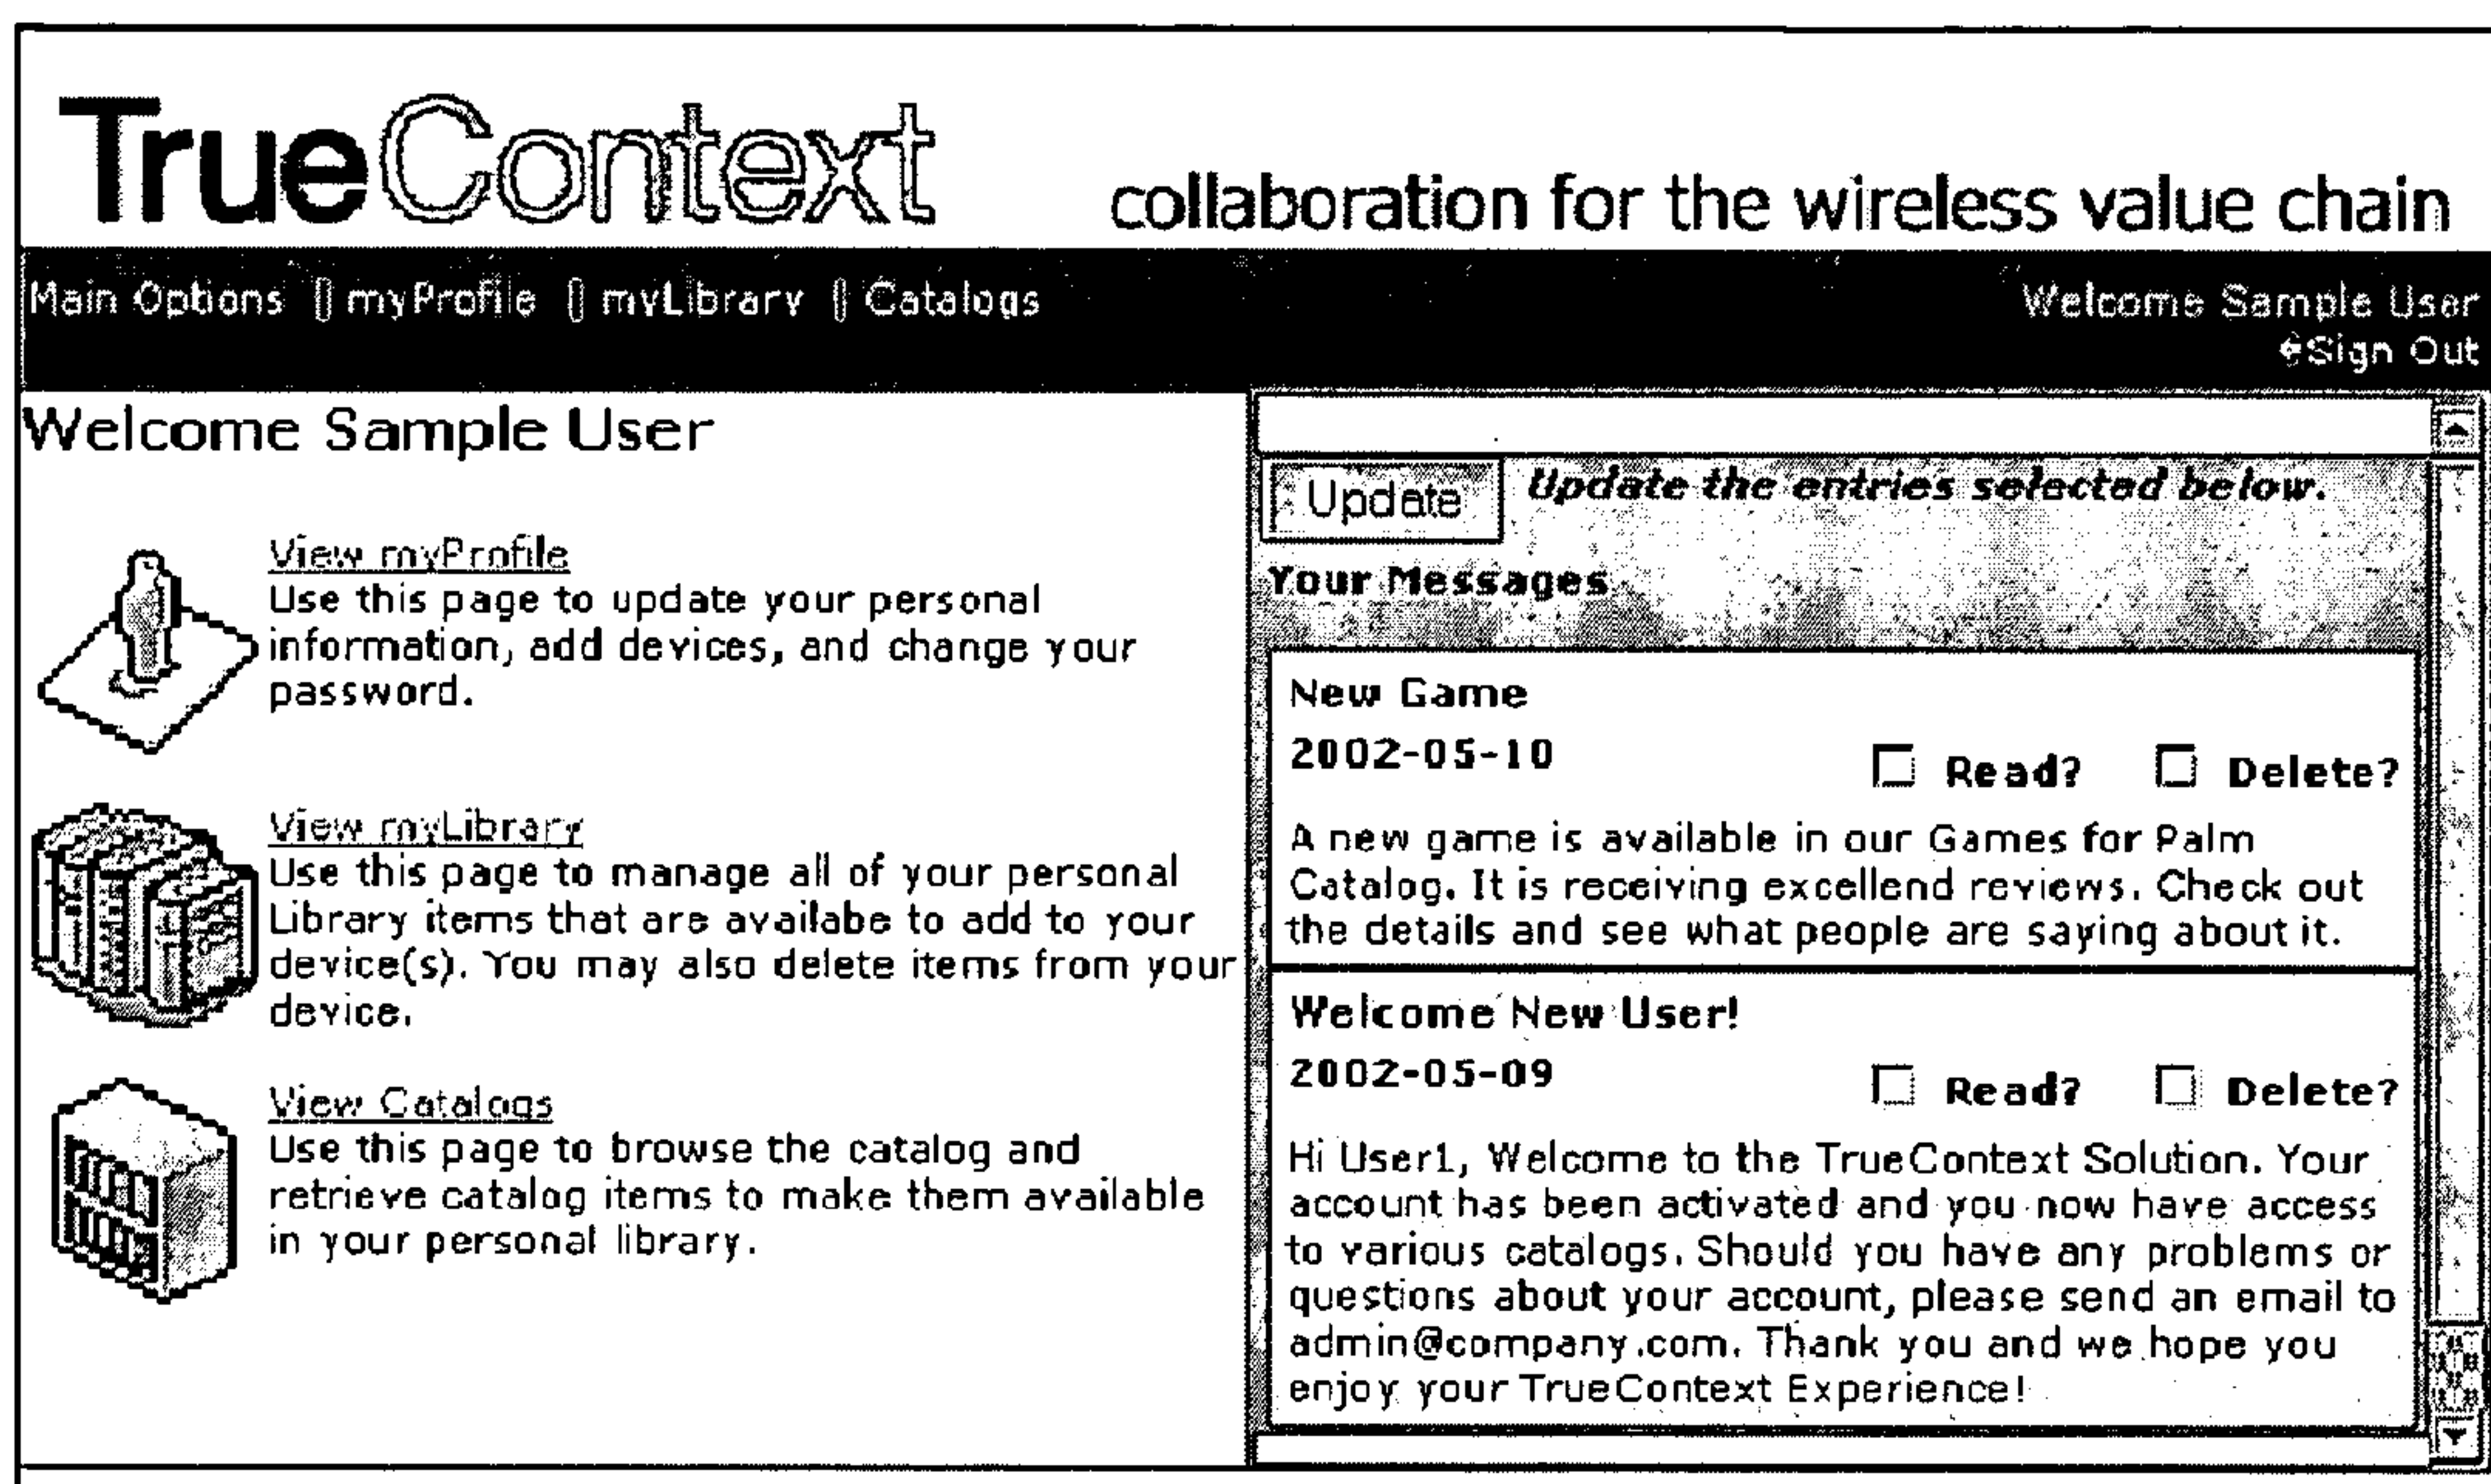 TrueContext
collaboration for the wireless value chain
Main Options | myProfile | myLibrary | Catalogs
Welcome Sample User
Sign Out
Welcome Sample User
View myProfile
Use this page to update your personal
information, add devices, and change your
password.
View myLibrary
Use this page to manage all of your personal
Library items that are availabe to add to your
device(s). You may also delete items from your
device.
View Catalogs
Use this page to browse the catalog and
retrieve catalog items to make them available
in your personal library.
Update
Update the entries selected below.
Your Messages
New Game
2002-05-10
Read? Delete?
A new game is available in our Games for Palm
Catalog. It is receiving excellend reviews. Check out
the details and see what people are saying about it.
Welcome New User!
2002-05-09
Read? Delete?
Hi User1, Welcome to the TrueContext Solution. Your
account has been activated and you now have access
to various catalogs. Should you have any problems or
questions about your account, please send an email to
admin@company.com. Thank you and we hope you
enjoy your TrueContext Experience!